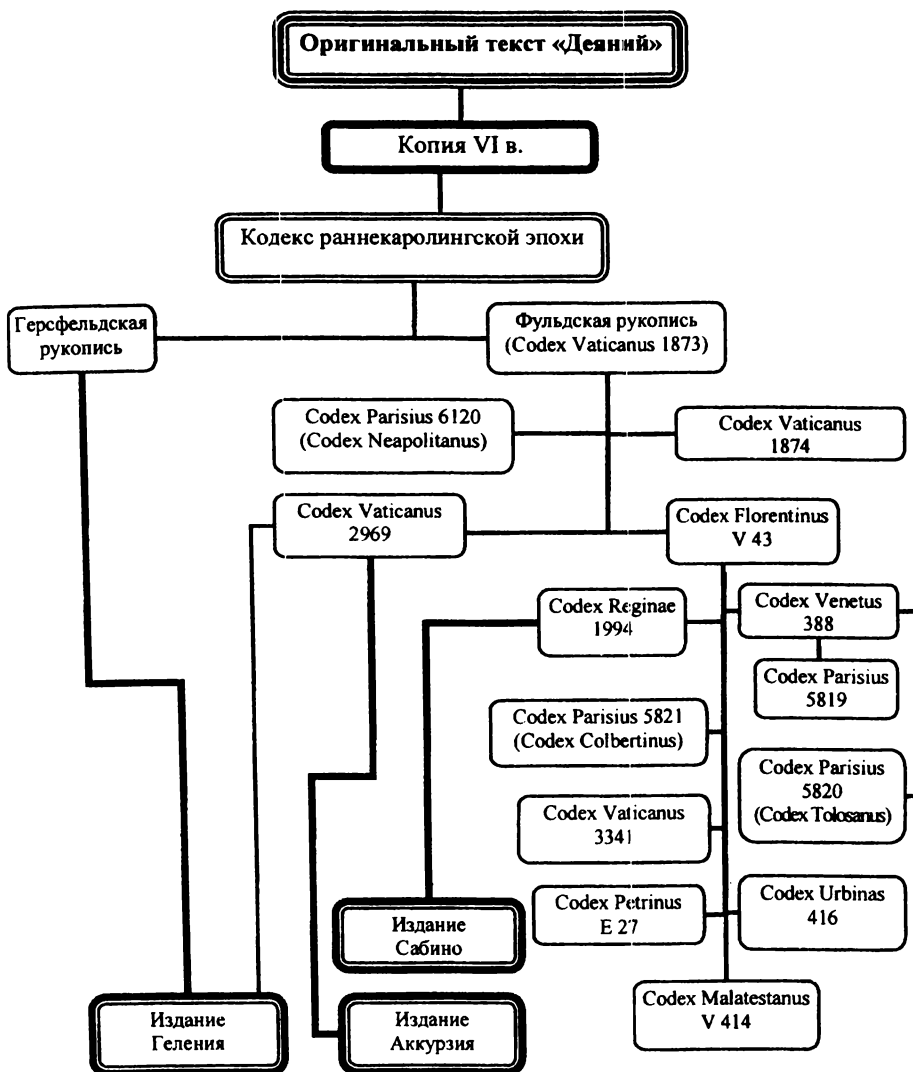 Оригинальный текст «Деяний»
Копия VI в.
Кодекс раннекаролингской эпохи
Герсфельдская
рукопись
Фульдская рукопись
(Codex Vaticanus 1873)
Codex Parisius 6120
(Codex Neapolitanus)
Codex Vaticanus
1874
Codex Vaticanus
2969
Codex Florentinus
V 43
Codex Reginae
1994
Codex Venetus
388
Codex Parisius
5819
Codex Parisius 5821
(Codex Colbertinus)
Codex Parisius
5820
(Codex Tolosanus)
Codex Vaticanus
3341
Codex Petrinus
E 27
Codex Urbinas
416
Издание
Сабино
Codex Malatestanus
V 414
Издание
Геления
Издание
Аккурзия